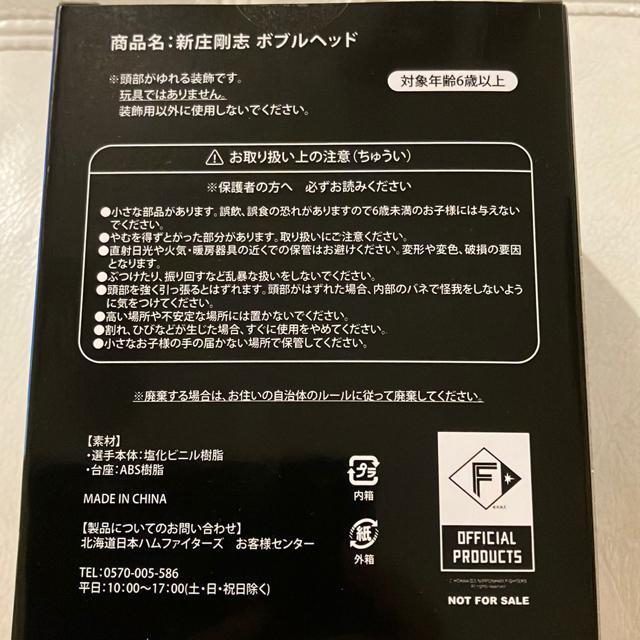 商品名：新庄剛志 ボブルヘッド
※頭部がゆれる装飾です。
玩具ではありません。
装飾用以外に使用しないでください。
対象年齢6歳以上
⚠ お取り扱い上の注意（ちゅうい）
※保護者の方へ 必ずお読みください
●小さな部品があります。誤飲、誤食の恐れがありますので6歳未満のお子様には与えない
でください。
●やむを得ずとがった部分があります。取り扱いにご注意ください。
●直射日光や火気・暖房器具の近くでの保管はお避けください。変形や変色、破損の要因
となります。
●ぶつけたり、振り回すなど乱暴な扱いをしないでください。
●頭部を強く引っ張るとはずれます。頭部がはずれた場合、内部のバネで怪我をしないよう
に気をつけてください。
●高い場所や不安定な場所には置かないでください。
●割れ、ひびなどが生じた場合、すぐに使用をやめてください。
●小さなお子様の手の届かない場所で保管してください。
※廃棄する場合は、お住いの自治体のルールに従って廃棄してください。
【素材】
・選手本体：塩化ビニル樹脂
・台座：ABS樹脂
MADE IN CHINA
【製品についてのお問い合わせ】
北海道日本ハムファイターズ お客様センター
TEL：0570-005-586
平日：10:00～17:00（土・日・祝日除く）
プラ
内箱
紙
外箱
F
OFFICIAL
PRODUCTS
NOT FOR SALE